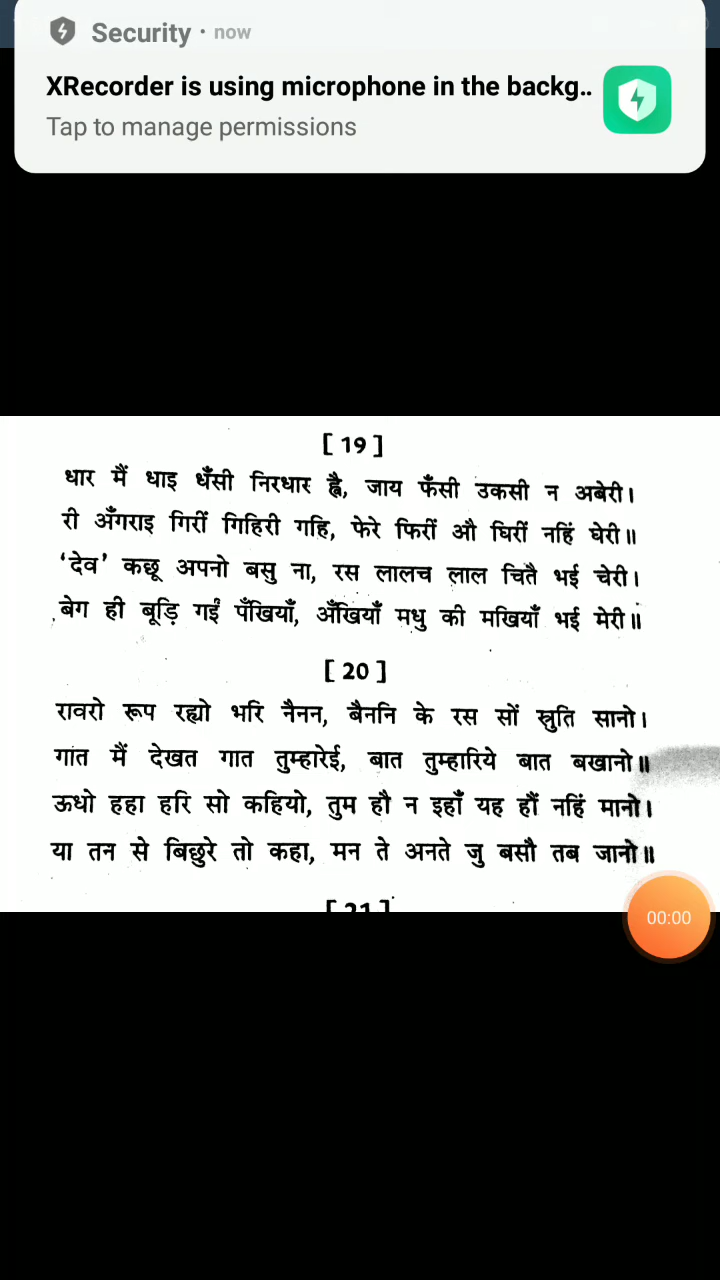 Security · now
XRecorder is using microphone in the backg..
Tap to manage permissions
[ 19 ]
धार मैं धाइ धँसी निरधार ह्वै, जाय फँसी उकसी न अबेरी।
री अँगराइ गिरीं गिहिरी गहि, फेरे फिरीं औ घिरीं नहिं घेरी॥
‘देव’ कछू अपनो बसु ना, रस लालच लाल चितै भई चेरी।
बेग ही बूड़ि गईं पँखियाँ, अँखियाँ मधु की मखियाँ भई मेरी॥
[ 20 ]
रावरो रूप रह्यो भरि नैनन, बैननि के रस सों स्रुति सानो।
गात मैं देखत गात तुम्हारेई, बात तुम्हारिये बात बखानो॥
ऊधो हहा हरि सो कहियो, तुम हौ न इहाँ यह हौं नहिं मानो।
या तन से बिछुरे तो कहा, मन ते अनते जु बसौ तब जानो॥
[ 21 ]
00:00